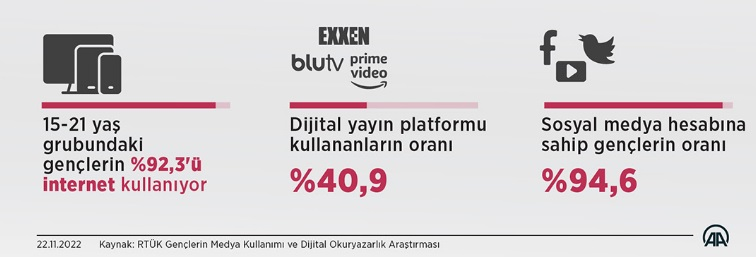 EXXEN
blutv prime
video
15-21 yaş
grubundaki
gençlerin %92,3'ü
internet kullanıyor
Dijital yayın platformu
kullananların oranı
%40,9
Sosyal medya hesabına
sahip gençlerin oranı
%94,6
22.11.2022 Kaynak: RTÜK Gençlerin Medya Kullanımı ve Dijital Okuryazarlık Araştırması
AA